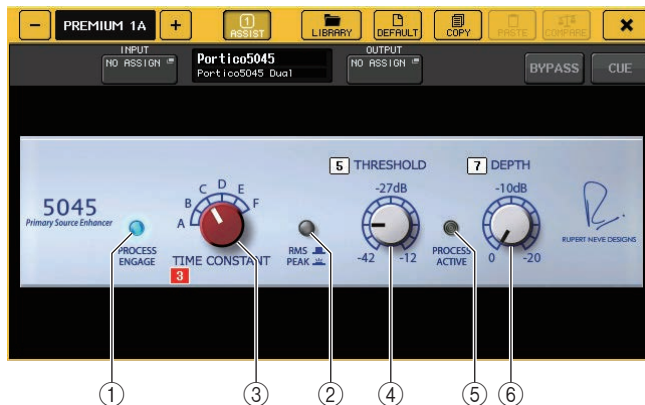 − PREMIUM 1A + 1 ASSIST LIBRARY DEFAULT COPY PASTE COMPARE ×
INPUT
NO ASSIGN
Portico5045
Portico5045 Dual
OUTPUT
NO ASSIGN
BYPASS
CUE
5045
Primary Source Enhancer
PROCESS
ENGAGE
A B C D E F
TIME CONSTANT
3
RMS
PEAK
5 THRESHOLD
-27dB
-42 -12
PROCESS
ACTIVE
7 DEPTH
-10dB
0 -20
R.
RUPERT NEVE DESIGNS
① ③ ② ④ ⑤ ⑥